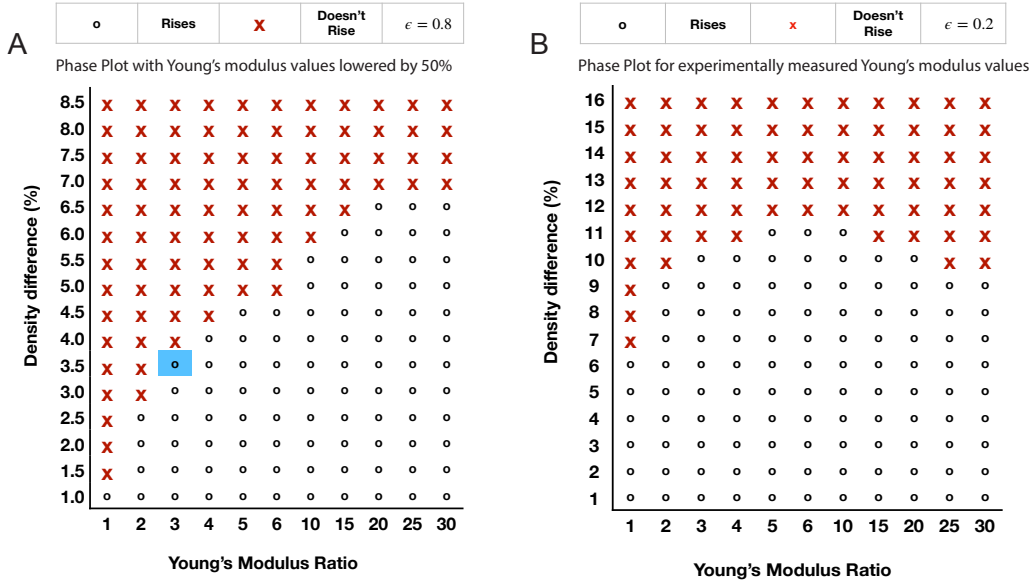 A
o Rises X Doesn't Rise ϵ = 0.8
Phase Plot with Young's modulus values lowered by 50%
Density difference (%)
8.5 X X X X X X X X X X X
8.0 X X X X X X X X X X X
7.5 X X X X X X X X X X X
7.0 X X X X X X X X X X X
6.5 X X X X X X X X o o o
6.0 X X X X X X X o o o o
5.5 X X X X X X o o o o o
5.0 X X X X X X o o o o o
4.5 X X X X o o o o o o o
4.0 X X X o o o o o o o o
3.5 X X o o o o o o o o o
3.0 X X o o o o o o o o o
2.5 X o o o o o o o o o o
2.0 X o o o o o o o o o o
1.5 X o o o o o o o o o o
1.0 o o o o o o o o o o o
1 2 3 4 5 6 10 15 20 25 30
Young's Modulus Ratio
B
o Rises x Doesn't Rise ϵ = 0.2
Phase Plot for experimentally measured Young's modulus values
Density difference (%)
16 X X X X X X X X X X X
15 X X X X X X X X X X X
14 X X X X X X X X X X X
13 X X X X X X X X X X X
12 X X X X X X X X X X X
11 X X X X o o o X X X X
10 X X o o o o o o o X X
9 X o o o o o o o o o o
8 X o o o o o o o o o o
7 X o o o o o o o o o o
6 o o o o o o o o o o o
5 o o o o o o o o o o o
4 o o o o o o o o o o o
3 o o o o o o o o o o o
2 o o o o o o o o o o o
1 o o o o o o o o o o o
1 2 3 4 5 6 10 15 20 25 30
Young's Modulus Ratio